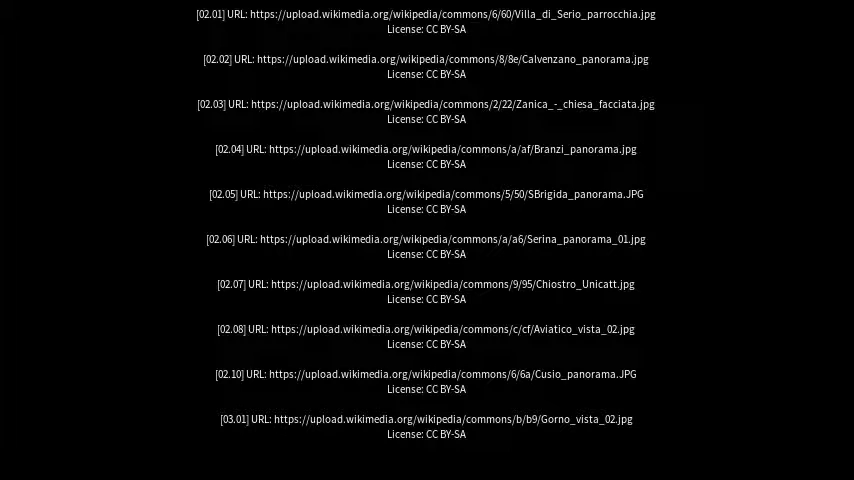 [02.01] URL: https://upload.wikimedia.org/wikipedia/commons/6/60/Villa_di_Serio_parrocchia.jpg
License: CC BY-SA
[02.02] URL: https://upload.wikimedia.org/wikipedia/commons/8/8e/Calvenzano_panorama.jpg
License: CC BY-SA
[02.03] URL: https://upload.wikimedia.org/wikipedia/commons/2/22/Zanica_-_chiesa_facciata.jpg
License: CC BY-SA
[02.04] URL: https://upload.wikimedia.org/wikipedia/commons/a/af/Branzi_panorama.jpg
License: CC BY-SA
[02.05] URL: https://upload.wikimedia.org/wikipedia/commons/5/50/SBrigida_panorama.JPG
License: CC BY-SA
[02.06] URL: https://upload.wikimedia.org/wikipedia/commons/a/a6/Serina_panorama_01.jpg
License: CC BY-SA
[02.07] URL: https://upload.wikimedia.org/wikipedia/commons/9/95/Chiostro_Unicatt.jpg
License: CC BY-SA
[02.08] URL: https://upload.wikimedia.org/wikipedia/commons/c/cf/Aviatico_vista_02.jpg
License: CC BY-SA
[02.10] URL: https://upload.wikimedia.org/wikipedia/commons/6/6a/Cusio_panorama.JPG
License: CC BY-SA
[03.01] URL: https://upload.wikimedia.org/wikipedia/commons/b/b9/Gorno_vista_02.jpg
License: CC BY-SA